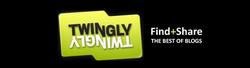 TWINGLY
TWINGLY
Find+Share
THE BEST OF BLOGS